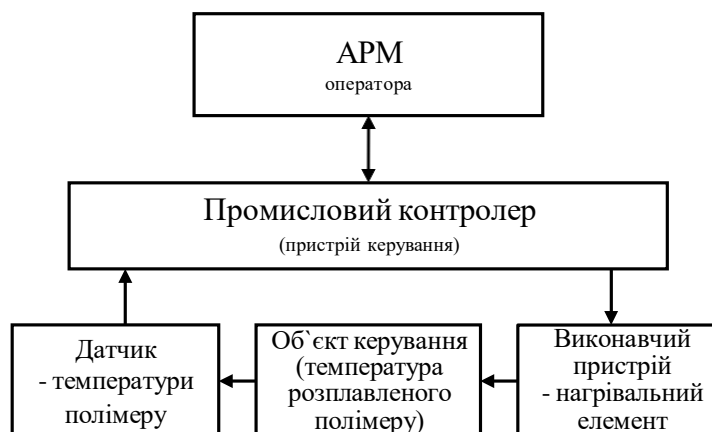 АРМ
оператора
Промисловий контролер
(пристрій керування)
Датчик
- температури
полімеру
Об`єкт керування
(температура
розплавленого
полімеру)
Виконавчий
пристрій
- нагрівальний
елемент